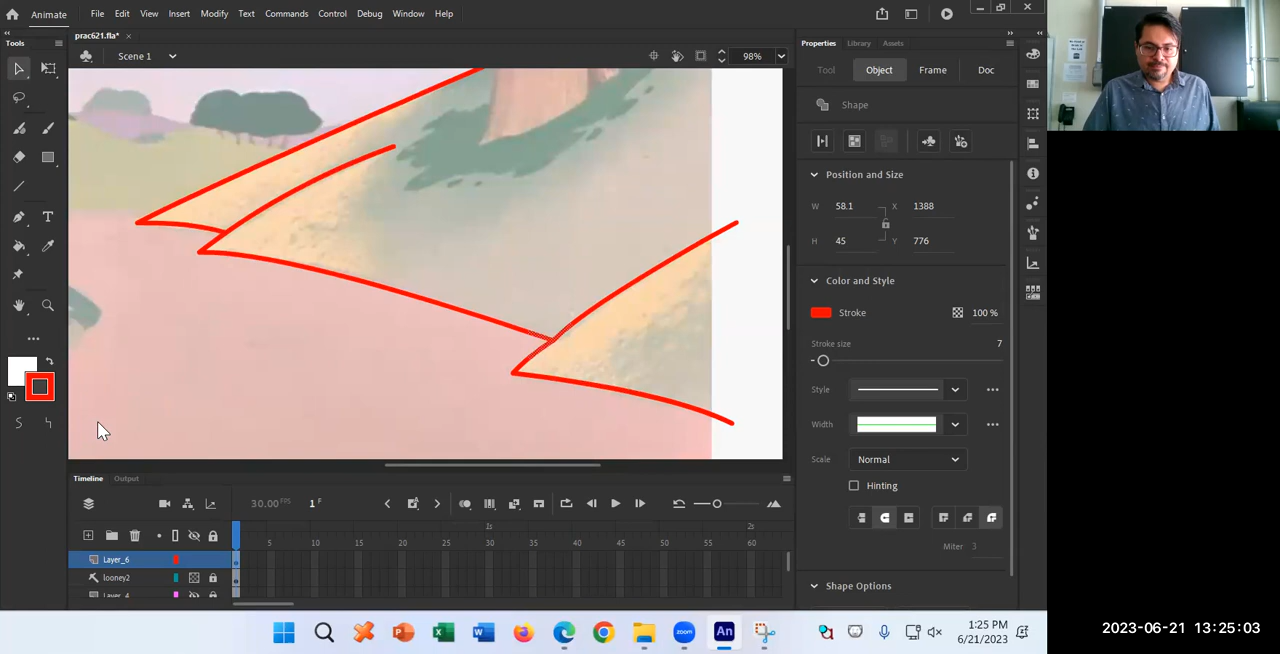 Animate File Edit View Insert Modify Text Commands Control Debug Window Help
prac621.fla*
Tools
Scene 1
98%
Properties Library Assets
Tool Object Frame Doc
Shape
Position and Size
W 58.1 X 1388
H 45 Y 776
Color and Style
Stroke 100 %
Stroke size
7
Style
Width
Scale Normal
Hinting
Miter 3
Shape Options
Timeline Output
30.00 FPS 1 F
1s 2s
5 10 15 20 25 30 35 40 45 50 55 60
Layer_6
looney2
Layer_4
1:25 PM
6/21/2023
2023-06-21 13:25:03